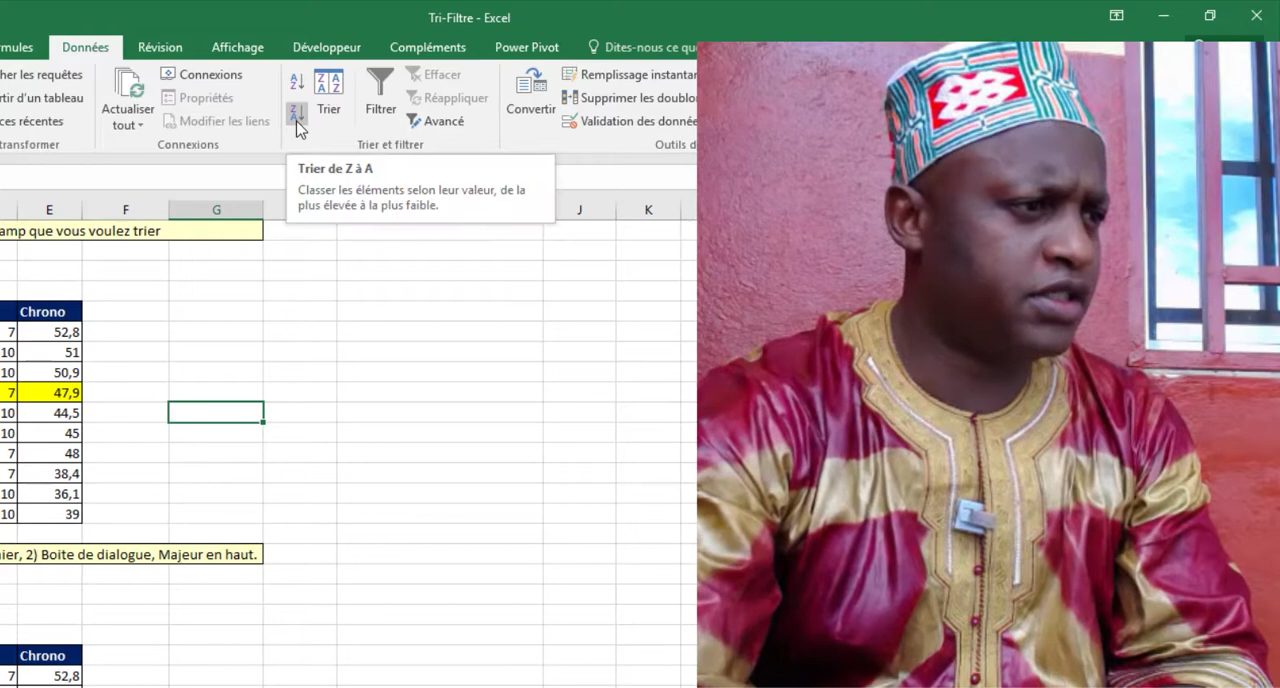 Tri-Filtre - Excel
mules Données Révision Affichage Développeur Compléments Power Pivot Dites-nous ce qu
her les requêtes
rtir d'un tableau
ces récentes
transformer
Actualiser
tout
Connexions
Propriétés
Modifier les liens
Connexions
Trier
Filtrer
Effacer
Réappliquer
Avancé
Trier et filtrer
Convertir
Remplissage instantan
Supprimer les doublo
Validation des donnée
Outils d
Trier de Z à A
Classer les éléments selon leur valeur, de la
plus élevée à la plus faible.
E F G J K
amp que vous voulez trier
Chrono
7 52,8
10 51
10 50,9
7 47,9
10 44,5
10 45
7 48
7 38,4
10 36,1
10 39
ier, 2) Boite de dialogue, Majeur en haut.
Chrono
7 52,8